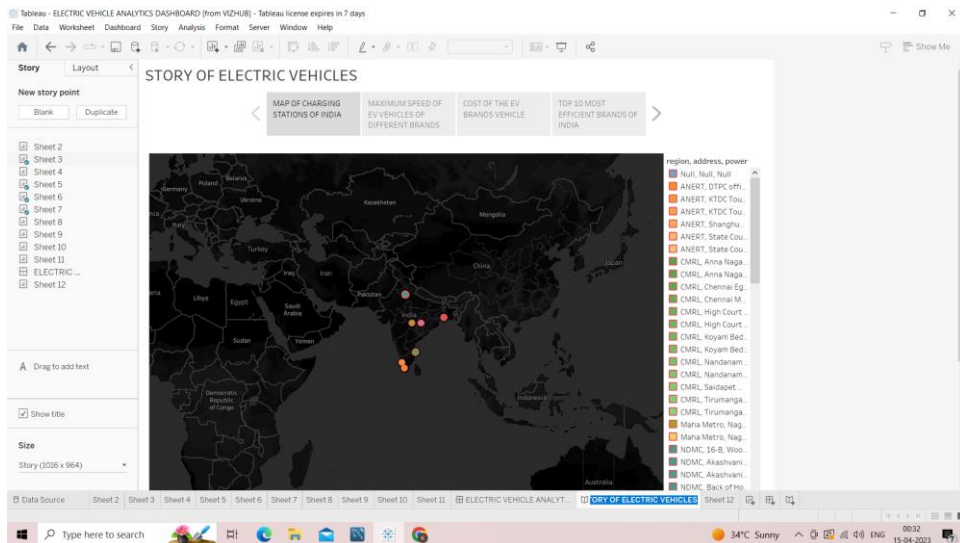 Tableau - ELECTRIC VEHICLE ANALYTICS DASHBOARD [from VIZHUB] - Tableau license expires in 7 days
File Data Worksheet Dashboard Story Analysis Format Server Window Help
Show Me
Story Layout
New story point
Blank Duplicate
Sheet 2
Sheet 3
Sheet 4
Sheet 5
Sheet 6
Sheet 7
Sheet 8
Sheet 9
Sheet 10
Sheet 11
ELECTRIC ...
Sheet 12
A Drag to add text
Show title
Size
Story (1016 x 964)
STORY OF ELECTRIC VEHICLES
MAP OF CHARGING
STATIONS OF INDIA
MAXIMUM SPEED OF
EV VEHICLES OF
DIFFERENT BRANDS
COST OF THE EV
BRANDS VEHICLE
TOP 10 MOST
EFFICIENT BRANDS OF
INDIA
Germany
Poland
Belarus
Ukraine
Kazakhstan
Mongolia
Italy
Turkey
China
Japan
Iraq
Iran
Pakistan
Libya
Egypt
Saudi
Arabia
India
Sudan
Yemen
Democratic
Republic
of Congo
Indonesia
Australia
region, address, power
Null, Null, Null
ANERT, DTPC offi..
ANERT, KTDC Tou..
ANERT, KTDC Tou..
ANERT, Shanghu..
ANERT, State Cou..
ANERT, State Cou..
CMRL, Anna Naga..
CMRL, Anna Naga..
CMRL, Chennai Eg..
CMRL, Chennai M..
CMRL, High Court ..
CMRL, High Court ..
CMRL, Koyam Bed..
CMRL, Koyam Bed..
CMRL, Nandanam..
CMRL, Nandanam..
CMRL, Saidapet ..
CMRL, Tirumanga..
CMRL, Tirumanga..
Maha Metro, Nag..
Maha Metro, Nag..
NDMC, 16-B, Woo..
NDMC, Akashvani..
NDMC, Akashvani..
NDMC, Back of Ho..
Data Source Sheet 2 Sheet 3 Sheet 4 Sheet 5 Sheet 6 Sheet 7 Sheet 8 Sheet 9 Sheet 10 Sheet 11 ELECTRIC VEHICLE ANALYT... TORY OF ELECTRIC VEHICLES Sheet 12
Type here to search
34°C Sunny
ENG
00:32
15-04-2023